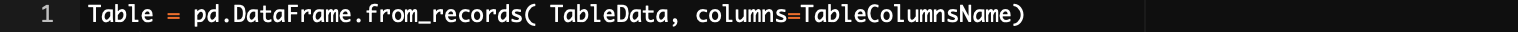 1 Table = pd.DataFrame.from_records( TableData, columns=TableColumnsName)